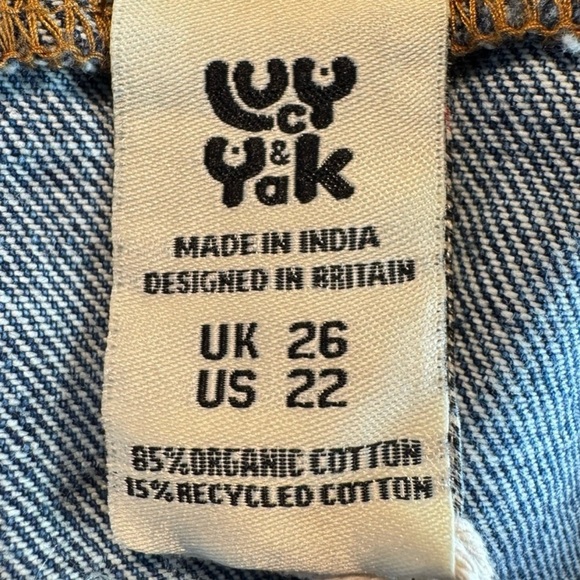 Lucy
& Yak
MADE IN INDIA
DESIGNED IN BRITAIN
UK 26
US 22
85% ORGANIC COTTON
15% RECYCLED COTTON